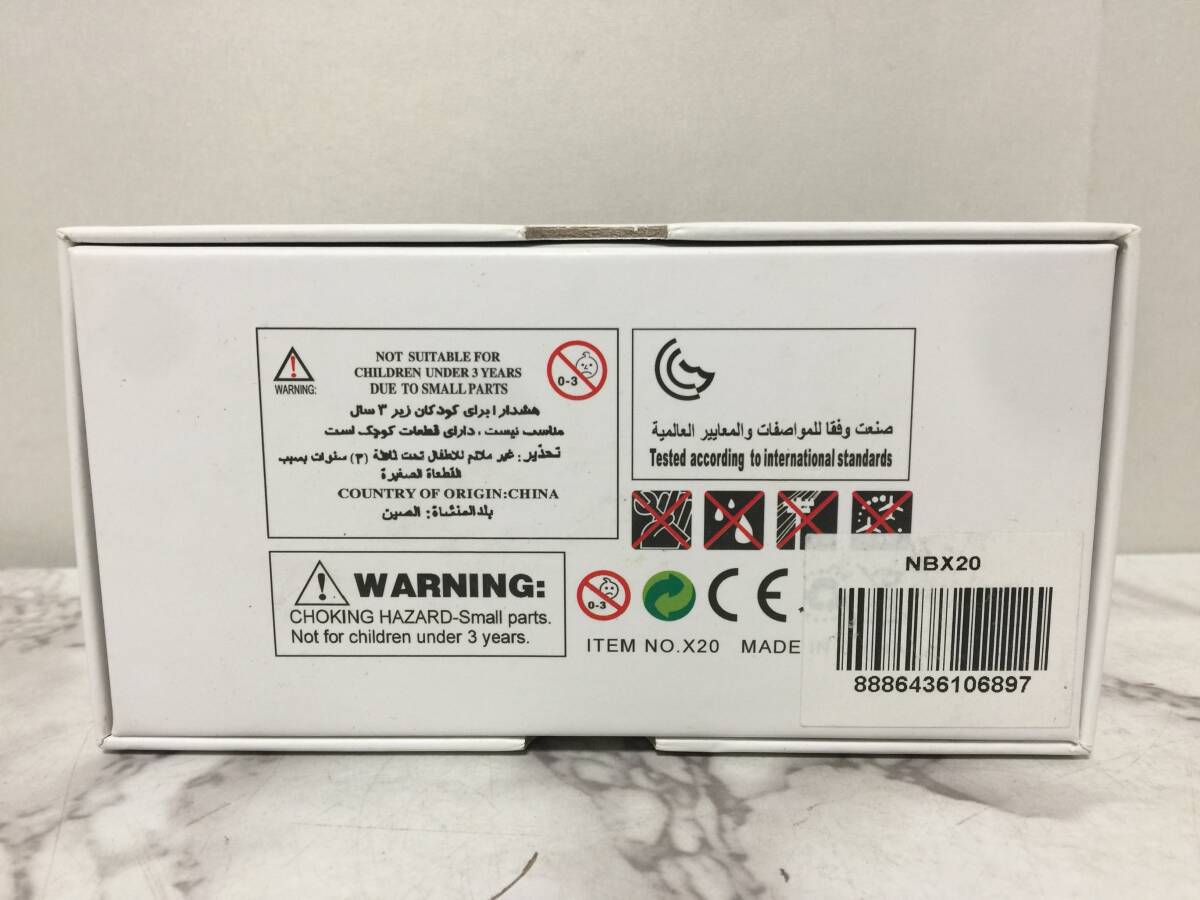 WARNING:
NOT SUITABLE FOR
CHILDREN UNDER 3 YEARS
DUE TO SMALL PARTS
0-3
هشدار ! برای کودکان زیر ۳ سال
مناسب نیست ، دارای قطعات کوچک است
تحذير : غير ملائم للاطفال تحت ثلاثة (٣) سنوات بسبب
القطعاة الصغيرة
COUNTRY OF ORIGIN:CHINA
بلد المنشاة: الصين
صنعت وفقا للمواصفات والمعايير العالمية
Tested according to international standards
WARNING:
CHOKING HAZARD-Small parts.
Not for children under 3 years.
0-3
CE
ITEM NO.X20 MADE
NBX20
8886436106897